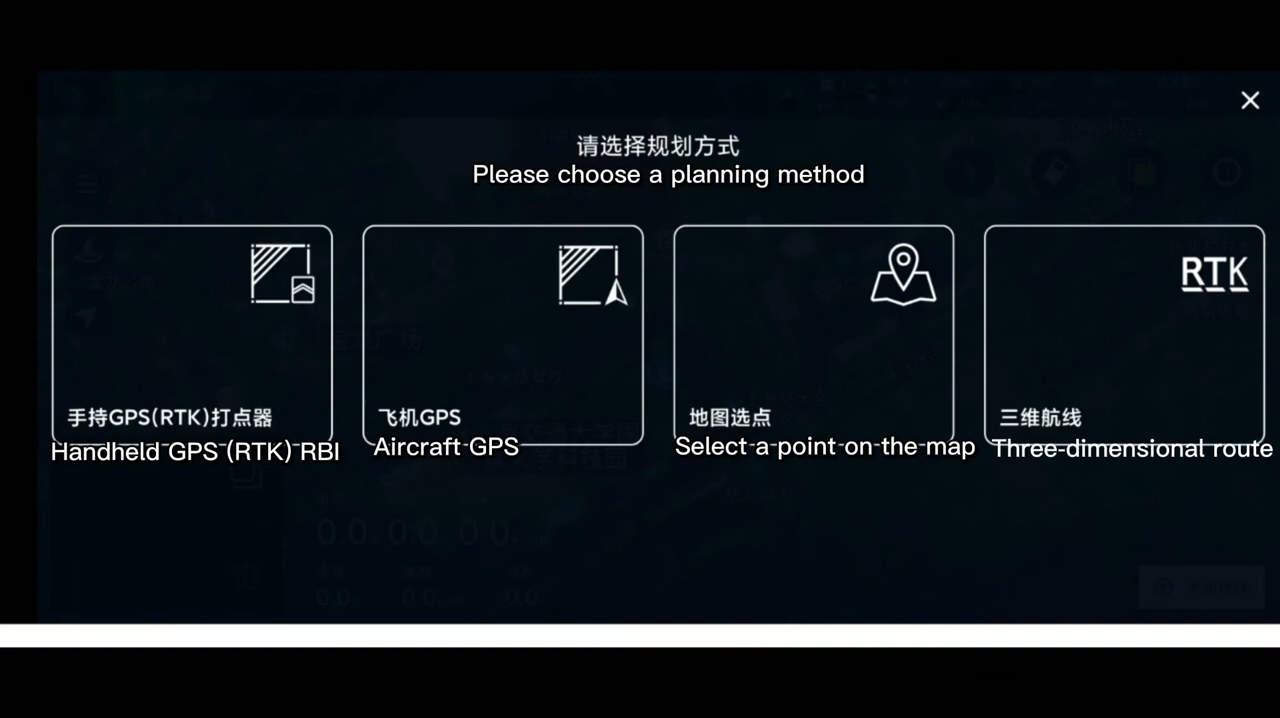 请选择规划方式
Please choose a planning method
RTK
手持GPS(RTK)打点器
Handheld GPS (RTK) RBI
飞机GPS
Aircraft GPS
地图选点
Select a point on the map
三维航线
Three-dimensional route